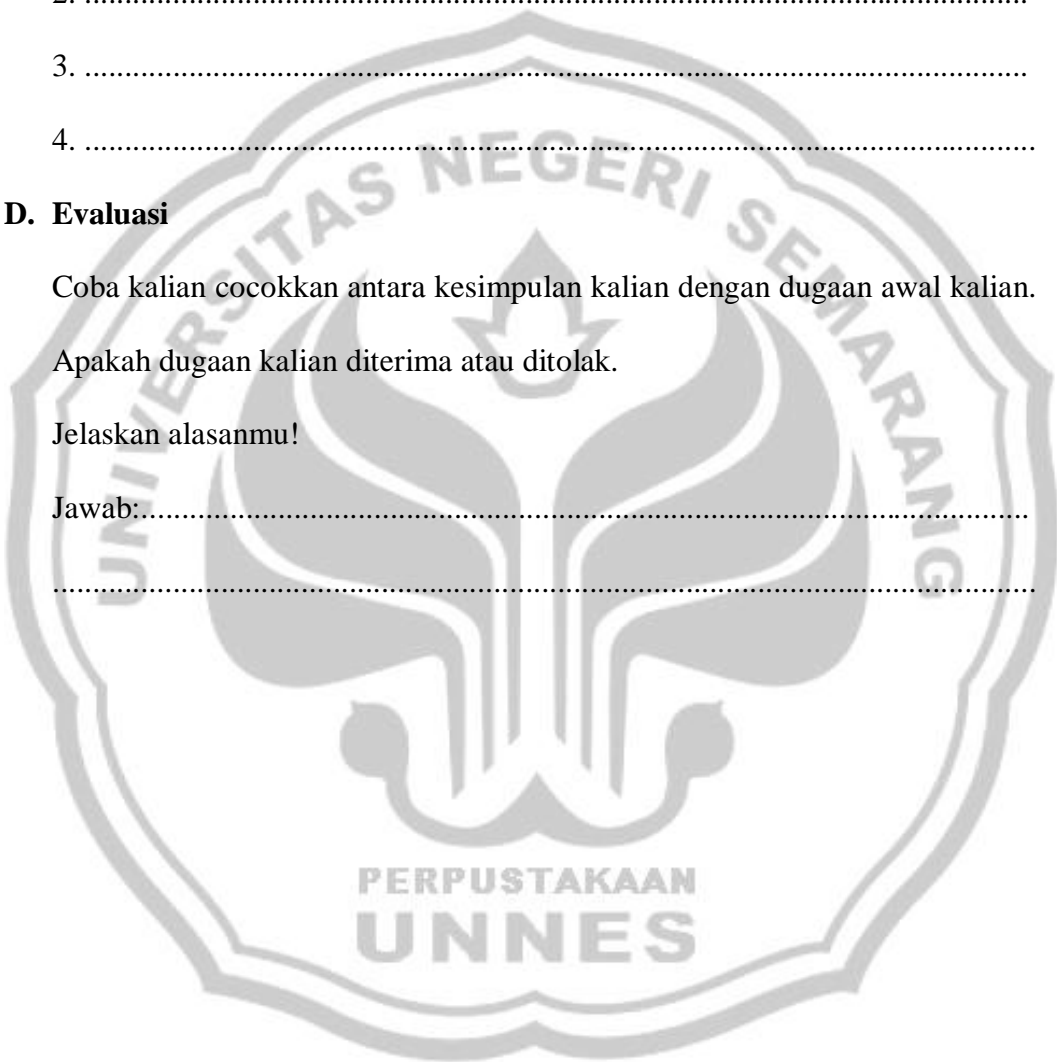 2. ..............................................................................................................
3. ..............................................................................................................
4. ...............................................................................................................
D. Evaluasi
Coba kalian cocokkan antara kesimpulan kalian dengan dugaan awal kalian.
Apakah dugaan kalian diterima atau ditolak.
Jelaskan alasanmu!
Jawab:.......................................................................................................
...................................................................................................................
UNIVERSITAS NEGERI SEMARANG
PERPUSTAKAAN
UNNES